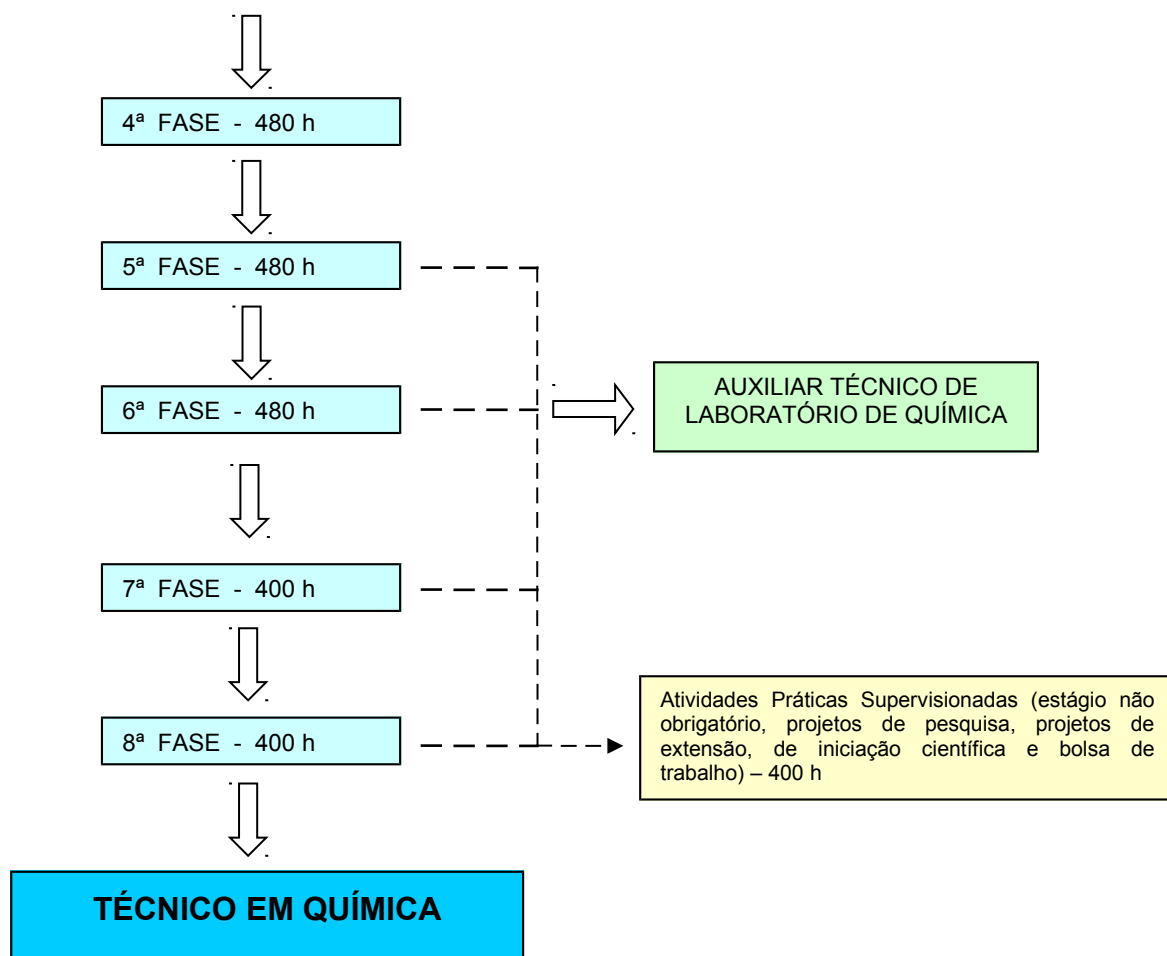 4ª FASE - 480 h
5ª FASE - 480 h
6ª FASE - 480 h
AUXILIAR TÉCNICO DE
LABORATÓRIO DE QUÍMICA
7ª FASE - 400 h
8ª FASE - 400 h
Atividades Práticas Supervisionadas (estágio não
obrigatório, projetos de pesquisa, projetos de
extensão, de iniciação científica e bolsa de
trabalho) – 400 h
TÉCNICO EM QUÍMICA